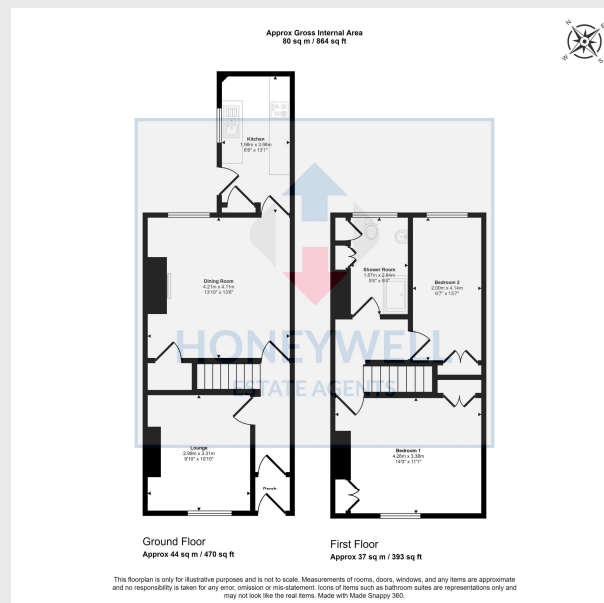 Approx Gross Internal Area
80 sq m / 864 sq ft
N
E
W
S
Kitchen
1.98m x 3.98m
6'6" x 13'1"
Dining Room
4.21m x 4.11m
13'10" x 13'6"
Shower Room
1.67m x 2.84m
5'6" x 9'4"
Bedroom 2
2.00m x 4.14m
6'7" x 13'7"
HONEYWELL
ESTATE AGENTS
Lounge
2.99m x 3.31m
9'10" x 10'10"
Porch
Bedroom 1
4.26m x 3.38m
14'0" x 11'1"
Ground Floor
Approx 44 sq m / 470 sq ft
First Floor
Approx 37 sq m / 393 sq ft
This floorplan is only for illustrative purposes and is not to scale. Measurements of rooms, doors, windows, and any items are approximate
and no responsibility is taken for any error, omission or mis-statement. Icons of items such as bathroom suites are representations only and
may not look like the real items. Made with Made Snappy 360.